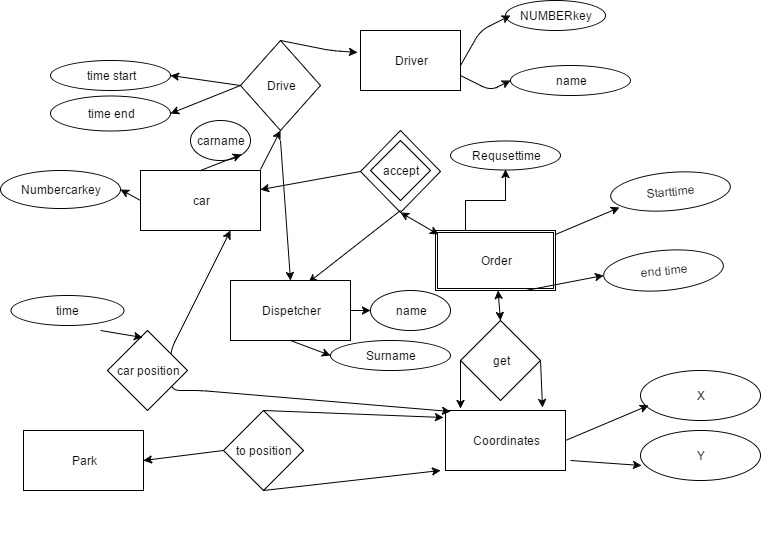 NUMBERkey
Driver
time start
Drive
name
time end
carname
Requsettime
accept
Numbercarkey
car
Starttime
Order
end time
time
Dispetcher
name
Surname
car position
get
X
Park
to position
Coordinates
Y